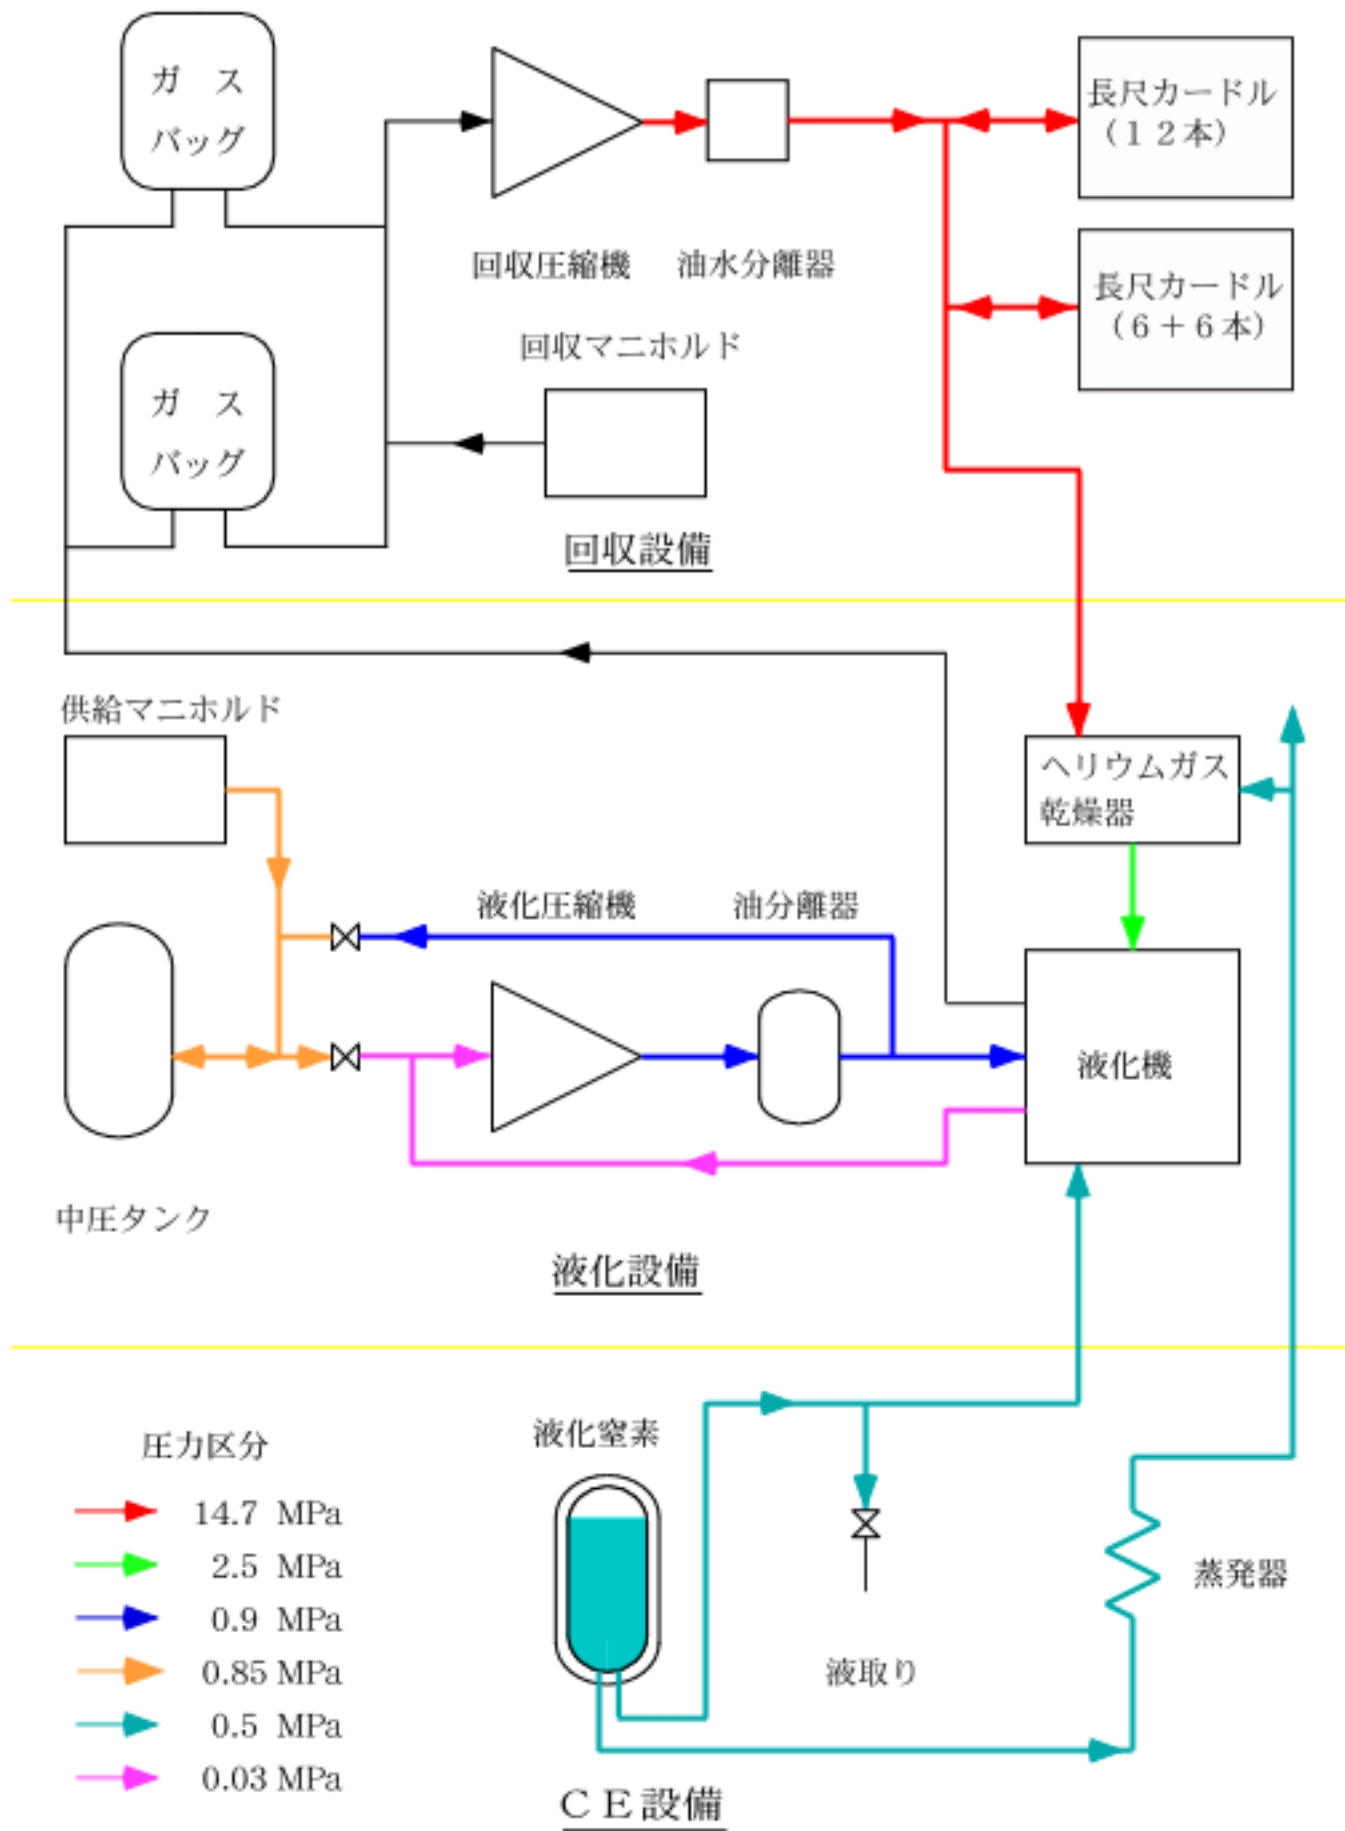 ガ　ス
バッグ
長尺カードル
（１２本）
回収圧縮機
油水分離器
長尺カードル
（６＋６本）
回収マニホルド
ガ　ス
バッグ
回収設備
供給マニホルド
ヘリウムガス
乾燥器
液化圧縮機
油分離器
液化機
中圧タンク
液化設備
圧力区分
14.7 MPa
2.5 MPa
0.9 MPa
0.85 MPa
0.5 MPa
0.03 MPa
液化窒素
蒸発器
液取り
ＣＥ設備